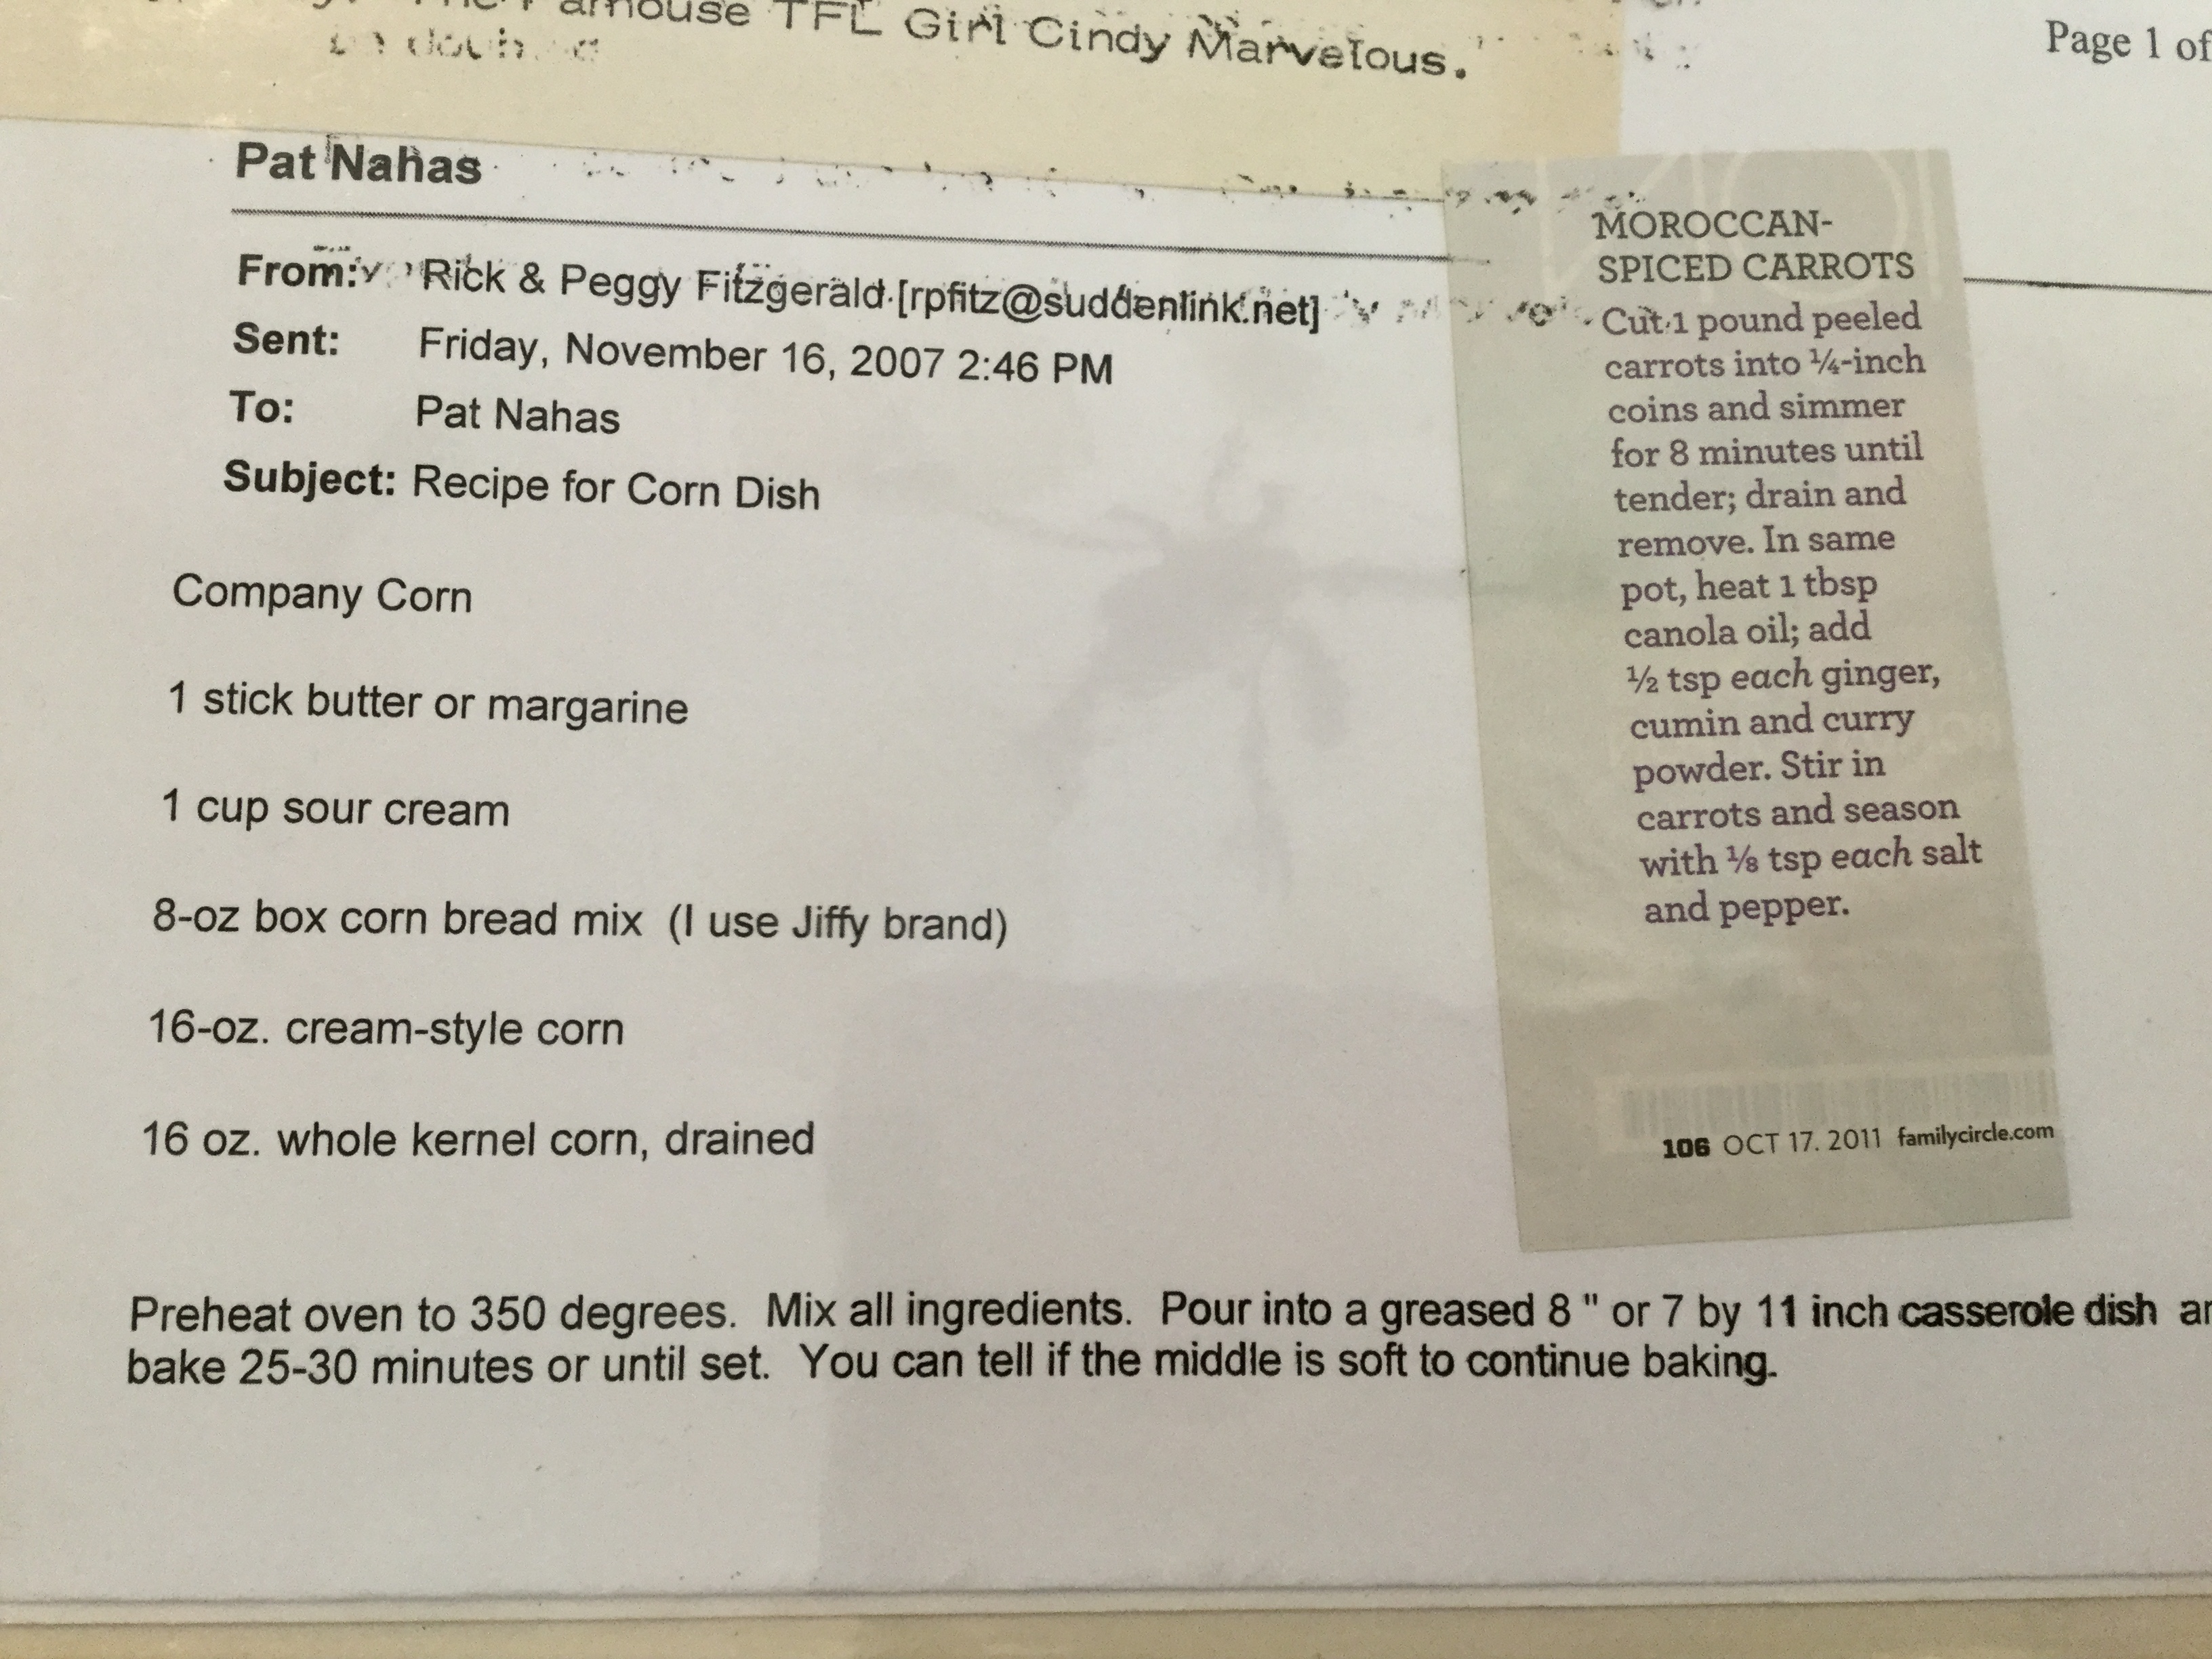 TFL Girl Cindy Marvelous.
Page 1 of
Pat Nahas
From: Rick & Peggy Fitzgerald [rpfitz@suddenlink.net]
Sent: Friday, November 16, 2007 2:46 PM
To: Pat Nahas
Subject: Recipe for Corn Dish
Company Corn
1 stick butter or margarine
1 cup sour cream
8-oz box corn bread mix (I use Jiffy brand)
16-oz. cream-style corn
16 oz. whole kernel corn, drained
Preheat oven to 350 degrees. Mix all ingredients. Pour into a greased 8 " or 7 by 11 inch casserole dish
bake 25-30 minutes or until set. You can tell if the middle is soft to continue baking.
MOROCCAN-
SPICED CARROTS
Cut 1 pound peeled
carrots into ¼-inch
coins and simmer
for 8 minutes until
tender; drain and
remove. In same
pot, heat 1 tbsp
canola oil; add
½ tsp each ginger,
cumin and curry
powder. Stir in
carrots and season
with ⅛ tsp each salt
and pepper.
106 OCT 17. 2011 familycircle.com